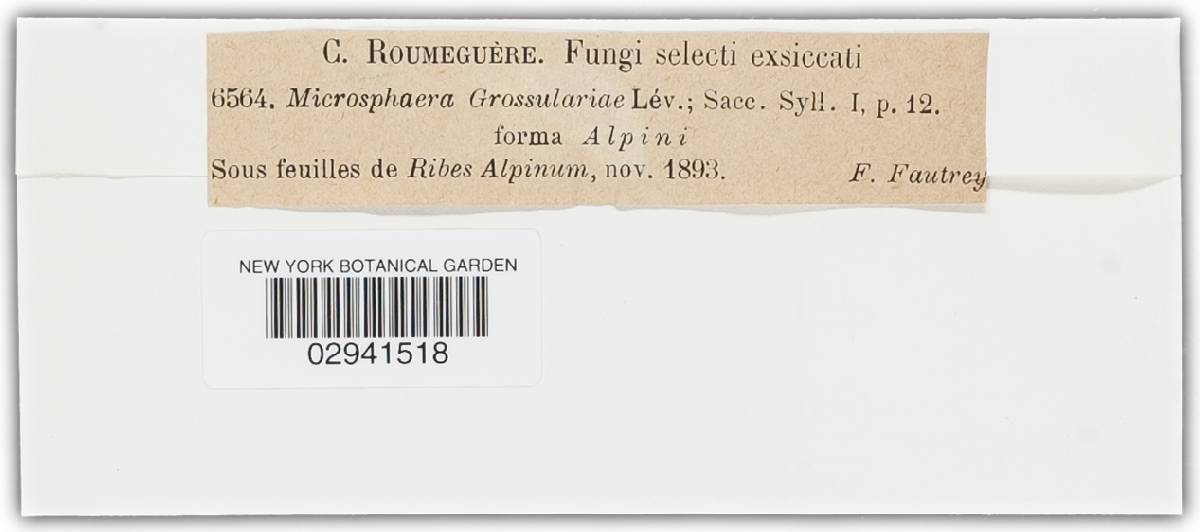 C. ROUMEGUÈRE. Fungi selecti exsiccati
6564. Microsphaera Grossulariae Lév.; Sacc. Syll. I, p. 12.
forma Alpini
Sous feuilles de Ribes Alpinum, nov. 1893. F. Fautrey
NEW YORK BOTANICAL GARDEN
02941518